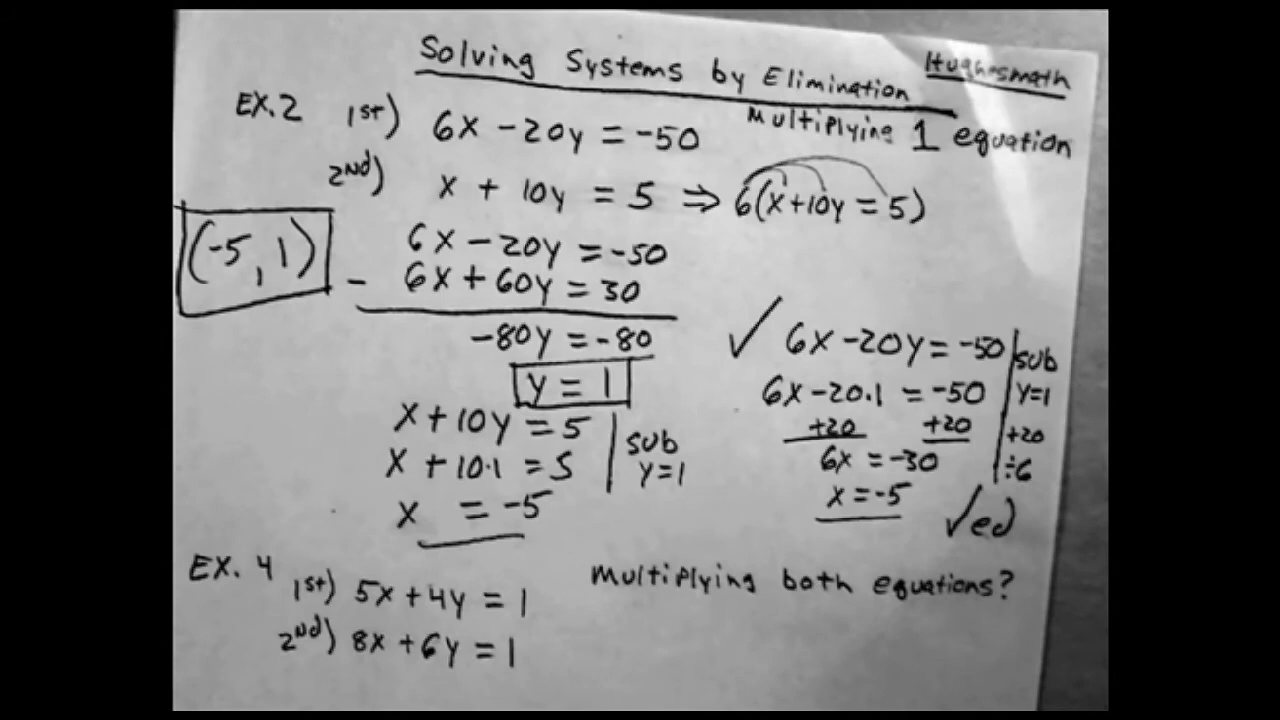 Solving Systems by Elimination
Hughesmath
Multiplying 1 equation
EX. 2 1st) 6x - 20y = -50
2nd) x + 10y = 5 ⇒ 6(x+10y = 5)
(-5, 1)
6x - 20y = -50
- 6x + 60y = 30
-80y = -80
y = 1
x + 10y = 5 | sub
x + 10·1 = 5 | y=1
x = -5
✓ 6x - 20y = -50 | sub
6x - 20·1 = -50 | y=1
+20 +20 | +20
6x = -30 | ÷6
x = -5
✓ed
EX. 4 Multiplying both equations?
1st) 5x + 4y = 1
2nd) 8x + 6y = 1